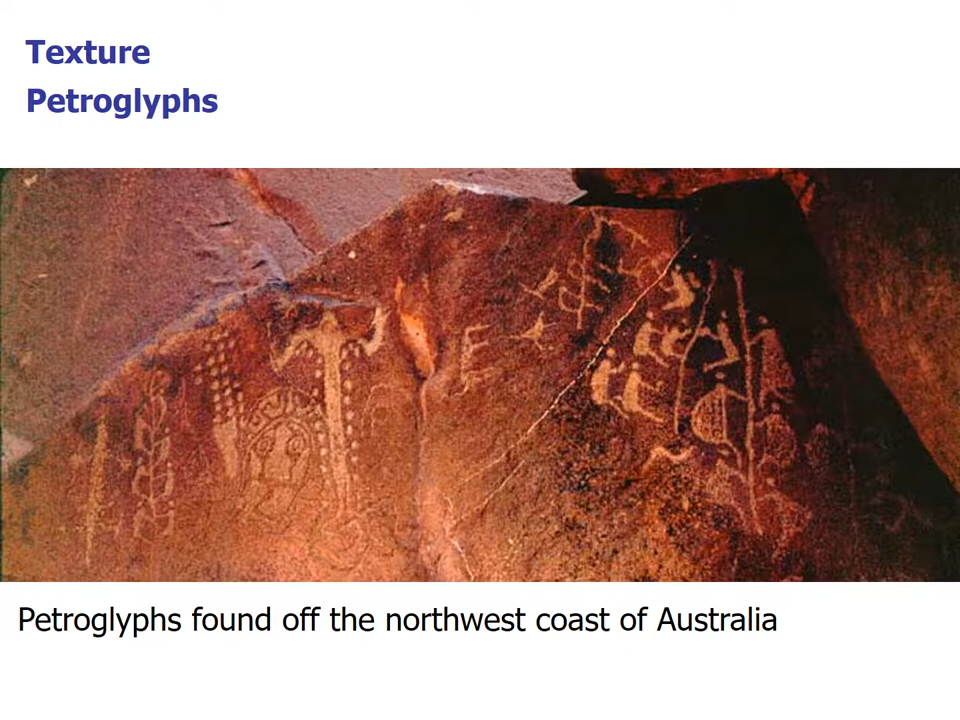 Texture
Petroglyphs
Petroglyphs found off the northwest coast of Australia